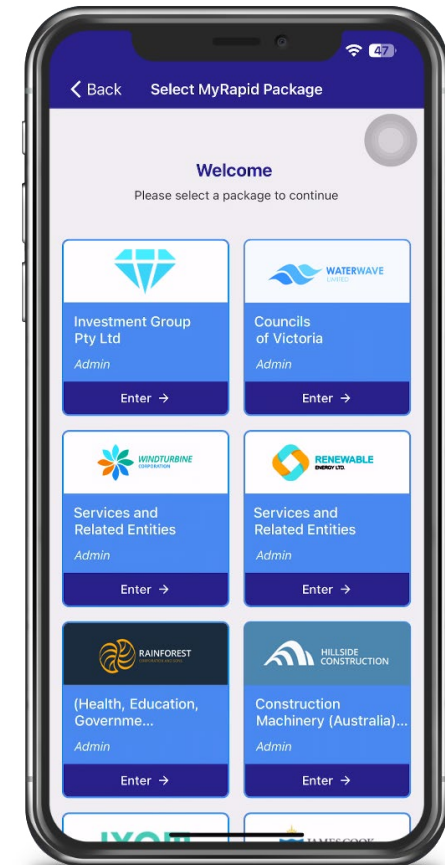 47
Back Select MyRapid Package
Welcome
Please select a package to continue
WATERWAVE
LIMITED
Investment Group
Pty Ltd
Admin
Enter →
Councils
of Victoria
Admin
Enter →
WINDTURBINE
CORPORATION
Services and
Related Entities
Admin
Enter →
RENEWABLE
ENERGY LTD.
Services and
Related Entities
Admin
Enter →
RAINFOREST
(Health, Education,
Governme...
Admin
Enter →
HILLSIDE
CONSTRUCTION
Construction
Machinery (Australia)...
Admin
Enter →
JAMES COOK